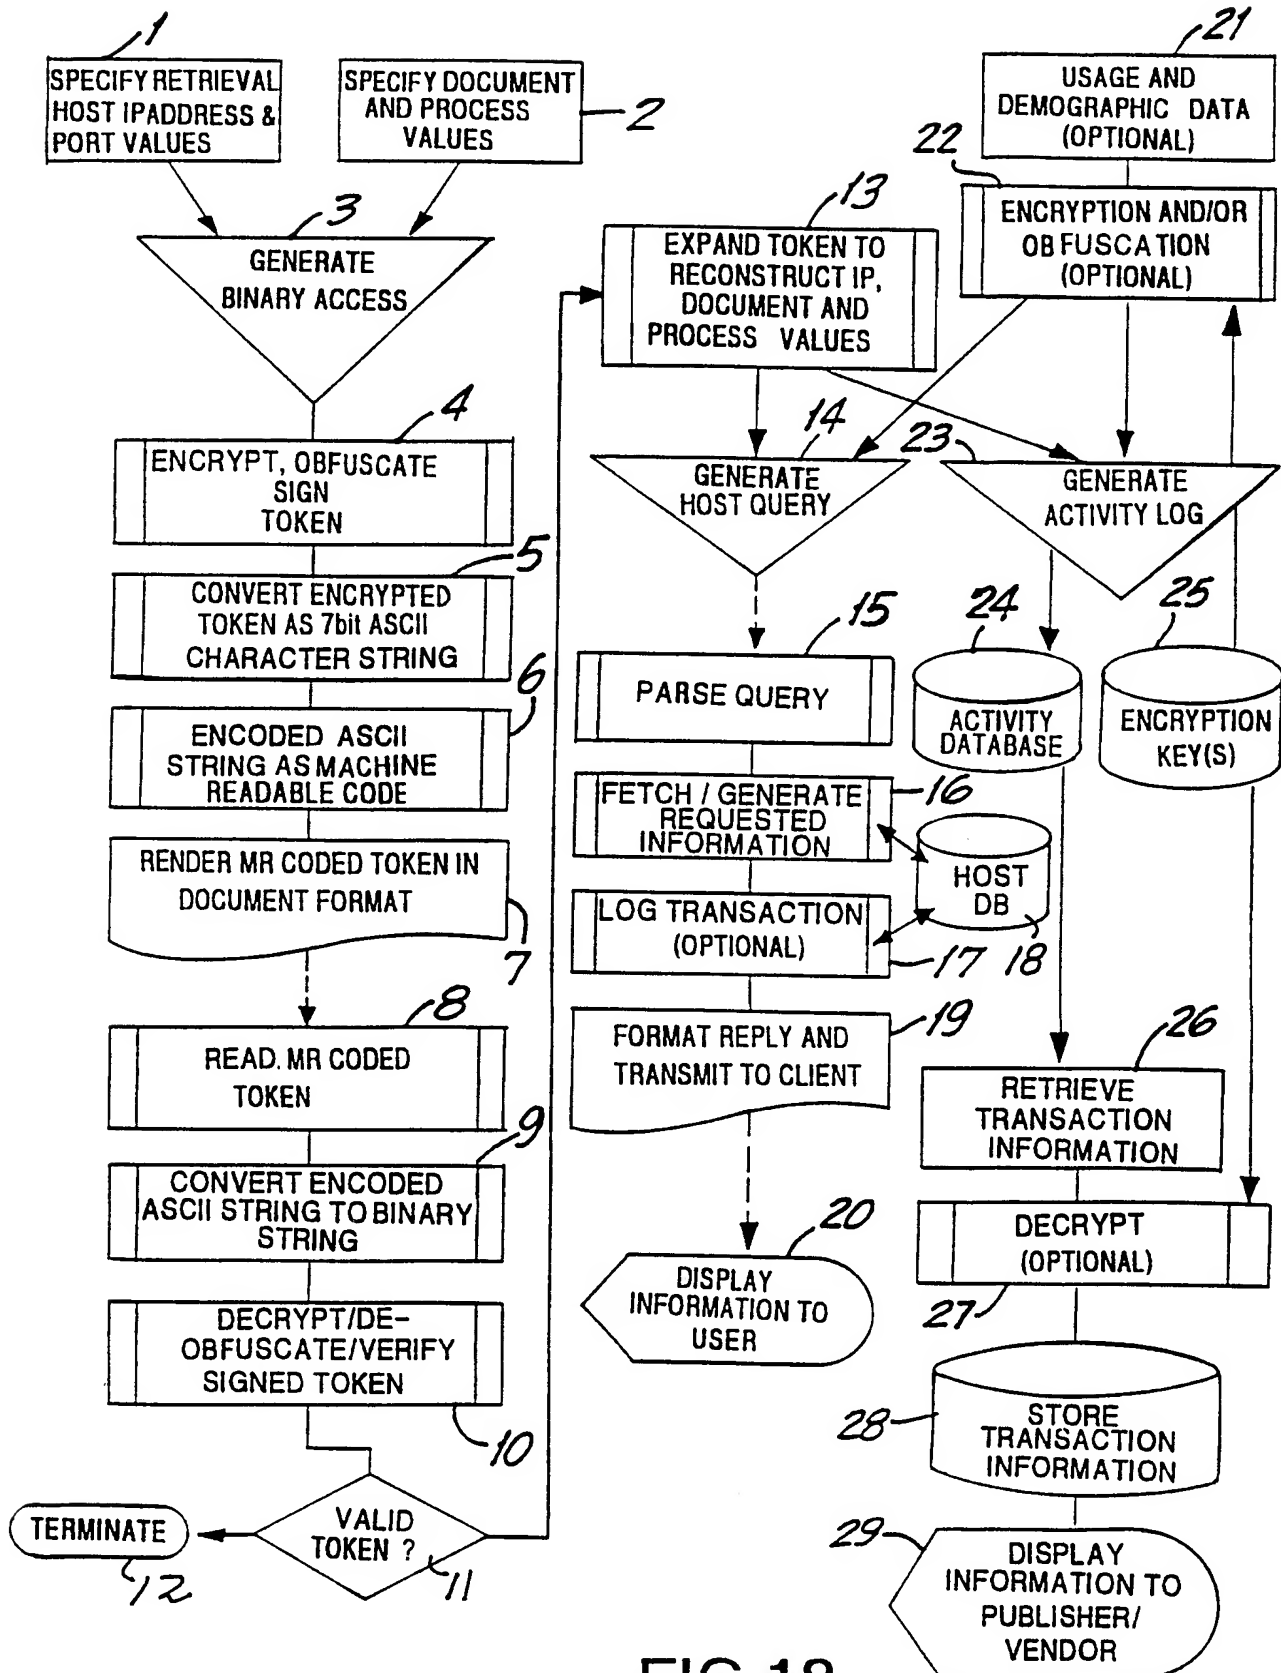 1
SPECIFY RETRIEVAL
HOST IPADDRESS &
PORT VALUES
SPECIFY DOCUMENT
AND PROCESS
VALUES
2
3
GENERATE
BINARY ACCESS
4
ENCRYPT, OBFUSCATE
SIGN
TOKEN
5
CONVERT ENCRYPTED
TOKEN AS 7bit ASCII
CHARACTER STRING
6
ENCODED ASCII
STRING AS MACHINE
READABLE CODE
RENDER MR CODED TOKEN IN
DOCUMENT FORMAT
7
8
READ. MR CODED
TOKEN
9
CONVERT ENCODED
ASCII STRING TO BINARY
STRING
DECRYPT/DE-
OBFUSCATE/VERIFY
SIGNED TOKEN
10
VALID
TOKEN ?
11
TERMINATE
12
13
EXPAND TOKEN TO
RECONSTRUCT IP,
DOCUMENT AND
PROCESS VALUES
14
GENERATE
HOST QUERY
15
PARSE QUERY
FETCH / GENERATE
REQUESTED
INFORMATION
16
HOST
DB
18
LOG TRANSACTION
(OPTIONAL)
17
FORMAT REPLY AND
TRANSMIT TO CLIENT
19
20
DISPLAY
INFORMATION TO
USER
21
USAGE AND
DEMOGRAPHIC DATA
(OPTIONAL)
22
ENCRYPTION AND/OR
OBFUSCATION
(OPTIONAL)
23
GENERATE
ACTIVITY LOG
24
ACTIVITY
DATABASE
25
ENCRYPTION
KEY(S)
26
RETRIEVE
TRANSACTION
INFORMATION
DECRYPT
(OPTIONAL)
27
28
STORE
TRANSACTION
INFORMATION
29
DISPLAY
INFORMATION TO
PUBLISHER/
VENDOR
FIG.18